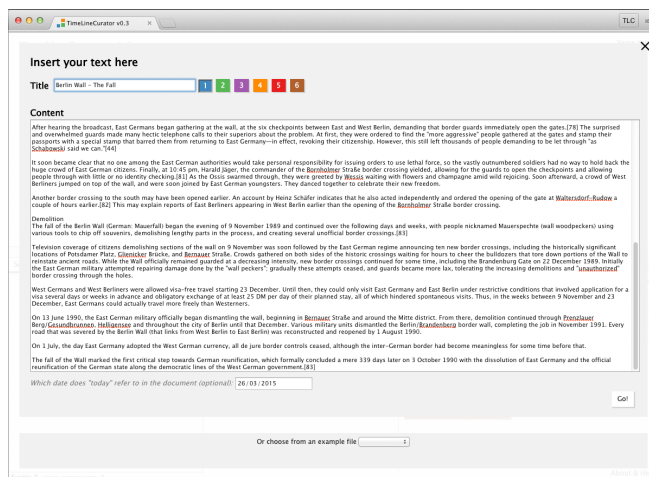 TimeLineCurator v0.3
TLC
Insert your text here
Title Berlin Wall - The Fall 1 2 3 4 5 6
Content
After hearing the broadcast, East Germans began gathering at the wall, at the six checkpoints between East and West Berlin, demanding that border guards immediately open the gates.[78] The surprised
and overwhelmed guards made many hectic telephone calls to their superiors about the problem. At first, they were ordered to find the "more aggressive" people gathered at the gates and stamp their
passports with a special stamp that barred them from returning to East Germany—in effect, revoking their citizenship. However, this still left thousands of people demanding to be let through "as
Schabowski said we can."[44]
It soon became clear that no one among the East German authorities would take personal responsibility for issuing orders to use lethal force, so the vastly outnumbered soldiers had no way to hold back the
huge crowd of East German citizens. Finally, at 10:45 pm, Harald Jäger, the commander of the Bornholmer Straße border crossing yielded, allowing for the guards to open the checkpoints and allowing
people through with little or no identity checking.[81] As the Ossis swarmed through, they were greeted by Wessis waiting with flowers and champagne amid wild rejoicing. Soon afterward, a crowd of West
Berliners jumped on top of the wall, and were soon joined by East German youngsters. They danced together to celebrate their new freedom.
Another border crossing to the south may have been opened earlier. An account by Heinz Schäfer indicates that he also acted independently and ordered the opening of the gate at Waltersdorf-Rudow a
couple of hours earlier.[82] This may explain reports of East Berliners appearing in West Berlin earlier than the opening of the Bornholmer Straße border crossing.
Demolition
The fall of the Berlin Wall (German: Mauerfall) began the evening of 9 November 1989 and continued over the following days and weeks, with people nicknamed Mauerspechte (wall woodpeckers) using
various tools to chip off souvenirs, demolishing lengthy parts in the process, and creating several unofficial border crossings.[83]
Television coverage of citizens demolishing sections of the wall on 9 November was soon followed by the East German regime announcing ten new border crossings, including the historically significant
locations of Potsdamer Platz, Glienicker Brücke, and Bernauer Straße. Crowds gathered on both sides of the historic crossings waiting for hours to cheer the bulldozers that tore down portions of the Wall to
reinstate ancient roads. While the Wall officially remained guarded at a decreasing intensity, new border crossings continued for some time, including the Brandenburg Gate on 22 December 1989. Initially
the East German military attempted repairing damage done by the "wall peckers"; gradually these attempts ceased, and guards became more lax, tolerating the increasing demolitions and "unauthorized"
border crossing through the holes.
West Germans and West Berliners were allowed visa-free travel starting 23 December. Until then, they could only visit East Germany and East Berlin under restrictive conditions that involved application for a
visa several days or weeks in advance and obligatory exchange of at least 25 DM per day of their planned stay, all of which hindered spontaneous visits. Thus, in the weeks between 9 November and 23
December, East Germans could actually travel more freely than Westerners.
On 13 June 1990, the East German military officially began dismantling the wall, beginning in Bernauer Straße and around the Mitte district. From there, demolition continued through Prenzlauer
Berg/Gesundbrunnen, Heiligensee and throughout the city of Berlin until that December. Various military units dismantled the Berlin/Brandenberg border wall, completing the job in November 1991. Every
road that was severed by the Berlin Wall (that links from West Berlin to East Berlin) was reconstructed and reopened by 1 August 1990.
On 1 July, the day East Germany adopted the West German currency, all de jure border controls ceased, although the inter-German border had become meaningless for some time before that.
The fall of the Wall marked the first critical step towards German reunification, which formally concluded a mere 339 days later on 3 October 1990 with the dissolution of East Germany and the official
reunification of the German state along the democratic lines of the West German government.[83]
Which date does "today" refer to in the document (optional): 26/03/2015
Go!
Or choose from an example file